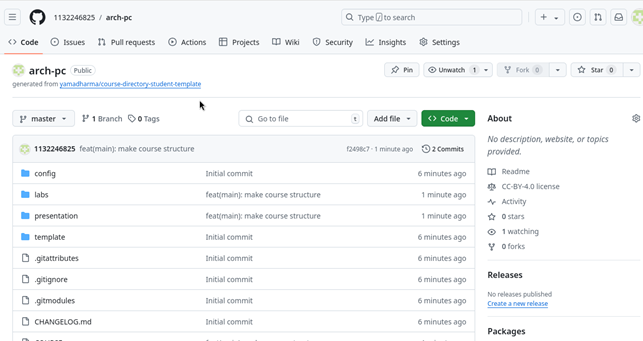 1132246825 / arch-pc
Type / to search
Code Issues Pull requests Actions Projects Wiki Security Insights Settings
arch-pc Public
Pin Unwatch 1 Fork 0 Star 0
generated from yamadharma/course-directory-student-template
master 1 Branch 0 Tags Go to file t Add file Code
1132246825 feat(main): make course structure f2498c7 · 1 minute ago 2 Commits
config Initial commit 6 minutes ago
labs feat(main): make course structure 1 minute ago
presentation feat(main): make course structure 1 minute ago
template Initial commit 6 minutes ago
.gitattributes Initial commit 6 minutes ago
.gitignore Initial commit 6 minutes ago
.gitmodules Initial commit 6 minutes ago
CHANGELOG.md Initial commit 6 minutes ago
About
No description, website, or topics
provided.
Readme
CC-BY-4.0 license
Activity
0 stars
1 watching
0 forks
Releases
No releases published
Create a new release
Packages